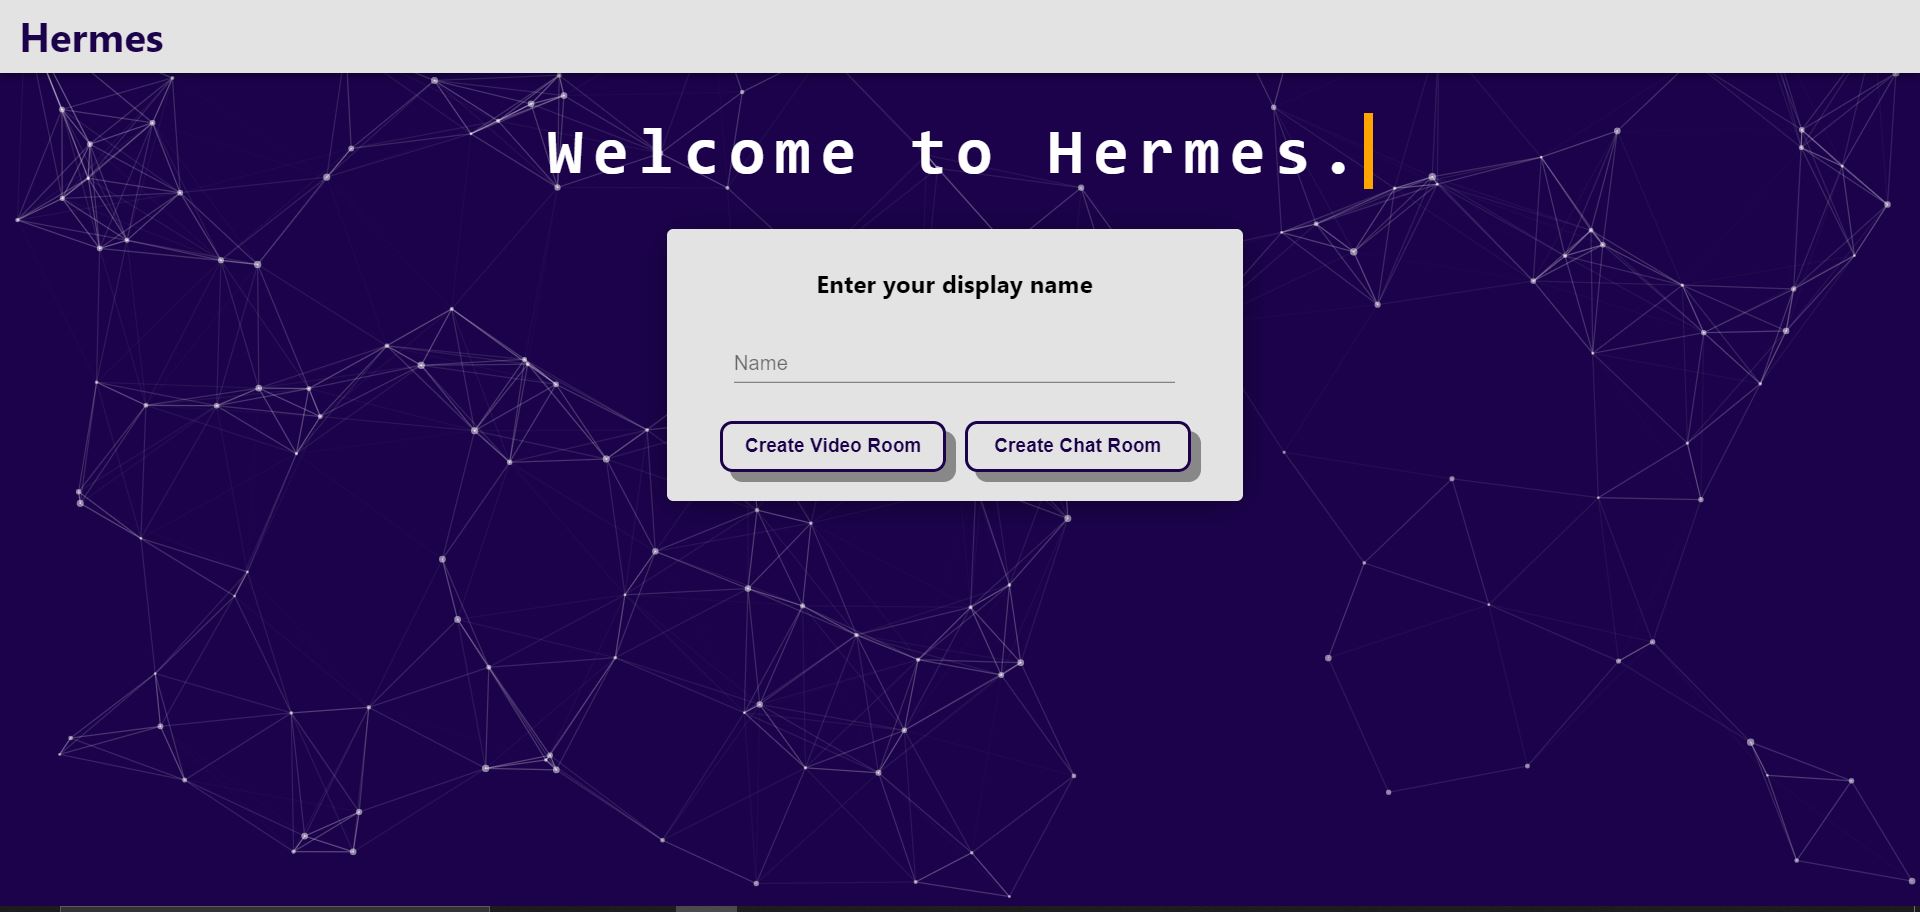 Hermes
Welcome to Hermes.
Enter your display name
Name
Create Video Room
Create Chat Room